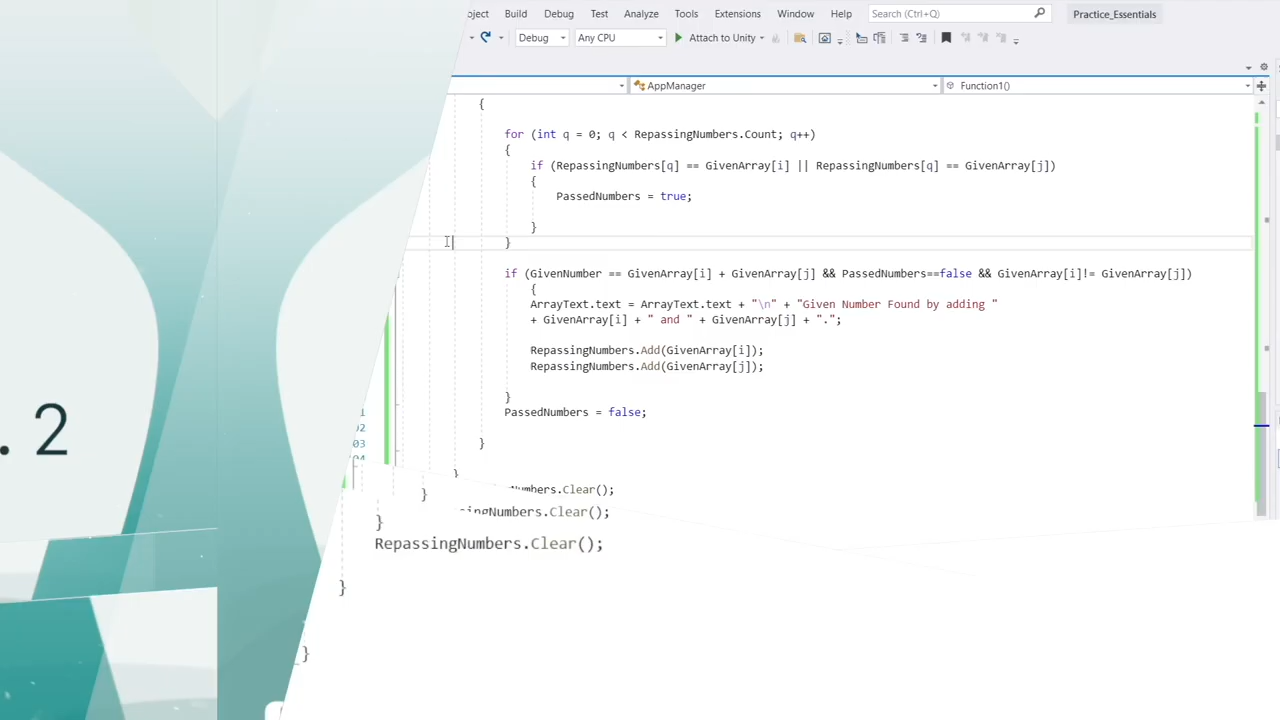 oject Build Debug Test Analyze Tools Extensions Window Help Search (Ctrl+Q) Practice_Essentials
Debug Any CPU Attach to Unity
AppManager Function1()
{
for (int q = 0; q < RepassingNumbers.Count; q++)
{
if (RepassingNumbers[q] == GivenArray[i] || RepassingNumbers[q] == GivenArray[j])
{
PassedNumbers = true;
}
}
if (GivenNumber == GivenArray[i] + GivenArray[j] && PassedNumbers==false && GivenArray[i]!= GivenArray[j])
{
ArrayText.text = ArrayText.text + "\n" + "Given Number Found by adding "
+ GivenArray[i] + " and " + GivenArray[j] + ".";
RepassingNumbers.Add(GivenArray[i]);
RepassingNumbers.Add(GivenArray[j]);
}
PassedNumbers = false;
. 2
}
}
}
}
RepassingNumbers.Clear();
}
}